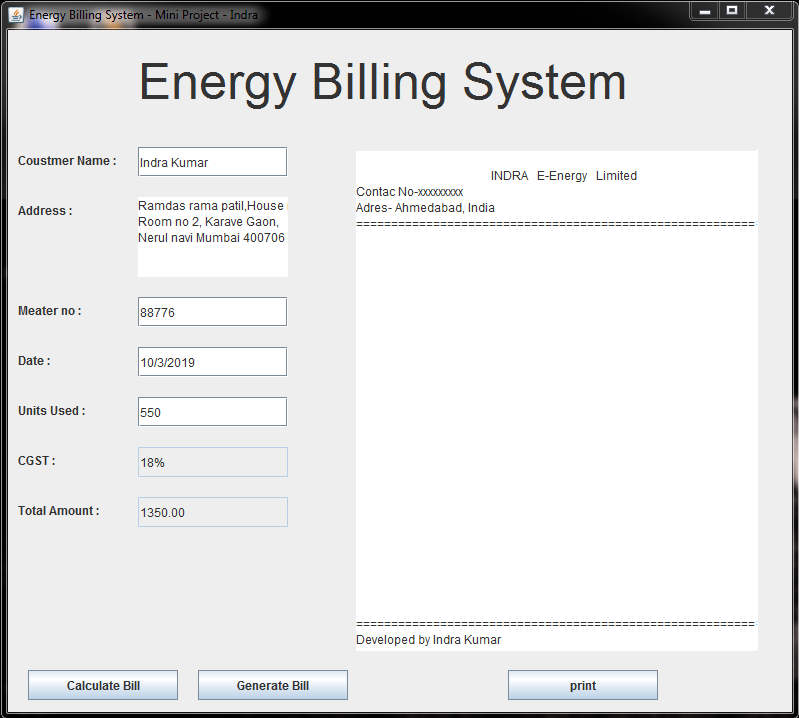 Energy Billing System - Mini Project - Indra
Energy Billing System
Coustmer Name :
Indra Kumar
Address :
Ramdas rama patil,House
Room no 2, Karave Gaon,
Nerul navi Mumbai 400706
Meater no :
88776
Date :
10/3/2019
Units Used :
550
CGST :
18%
Total Amount :
1350.00
INDRA E-Energy Limited
Contac No-xxxxxxxxx
Adres- Ahmedabad, India
=========================================================
=========================================================
Developed by Indra Kumar
Calculate Bill
Generate Bill
print